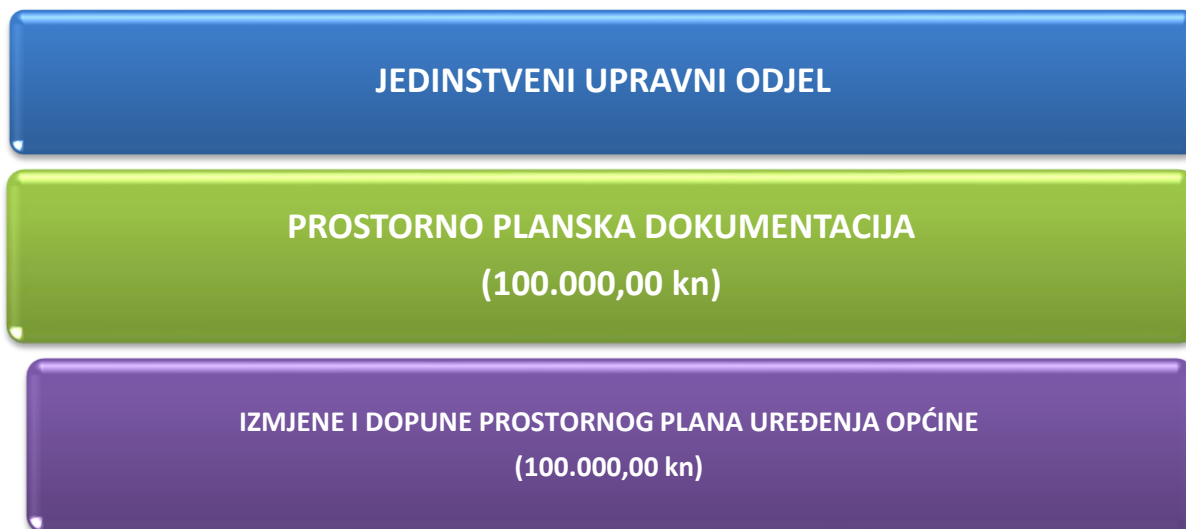 JEDINSTVENI UPRAVNI ODJEL
PROSTORNO PLANSKA DOKUMENTACIJA
(100.000,00 kn)
IZMJENE I DOPUNE PROSTORNOG PLANA UREĐENJA OPĆINE
(100.000,00 kn)